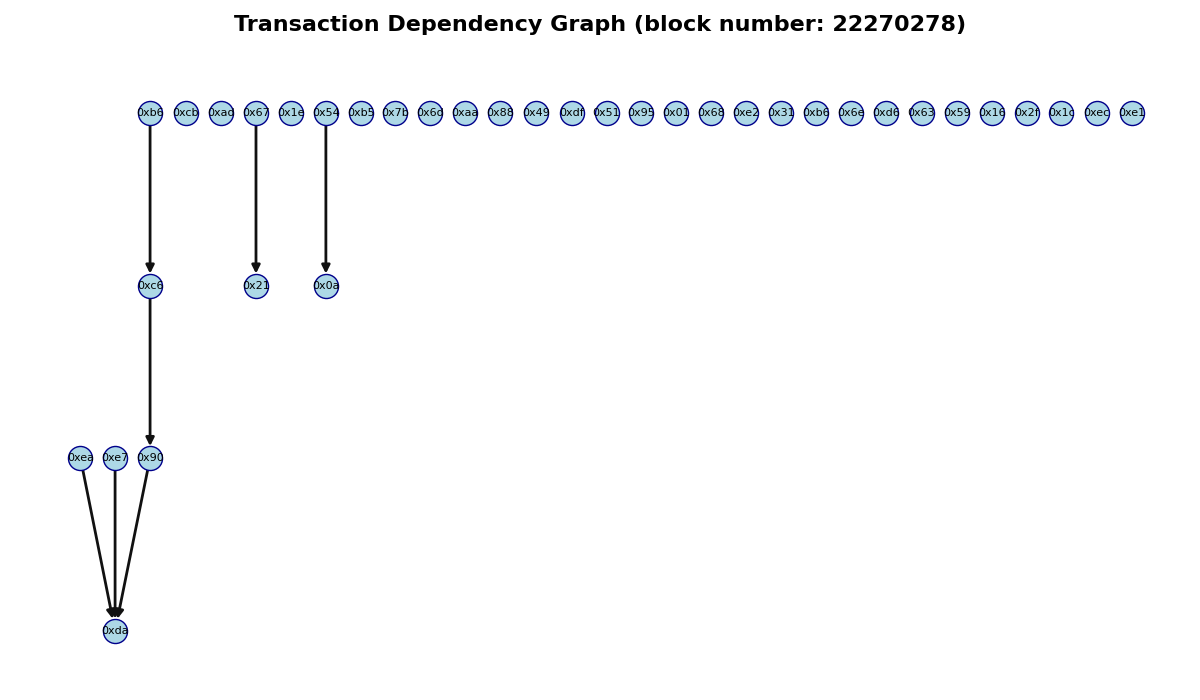 Transaction Dependency Graph (block number: 22270278)
0xb6 0xcb 0xad 0x67 0x1e 0x54 0xb5 0x7b 0x6d 0xaa 0x88 0x49 0xdf 0x51 0x95 0x01 0x68 0xe2 0x31 0xb6 0x6e 0xd6 0x63 0x59 0x16 0x2f 0x1c 0xec 0xe1
0xc6 0x21 0x0a
0xea 0xe7 0x90
0xda